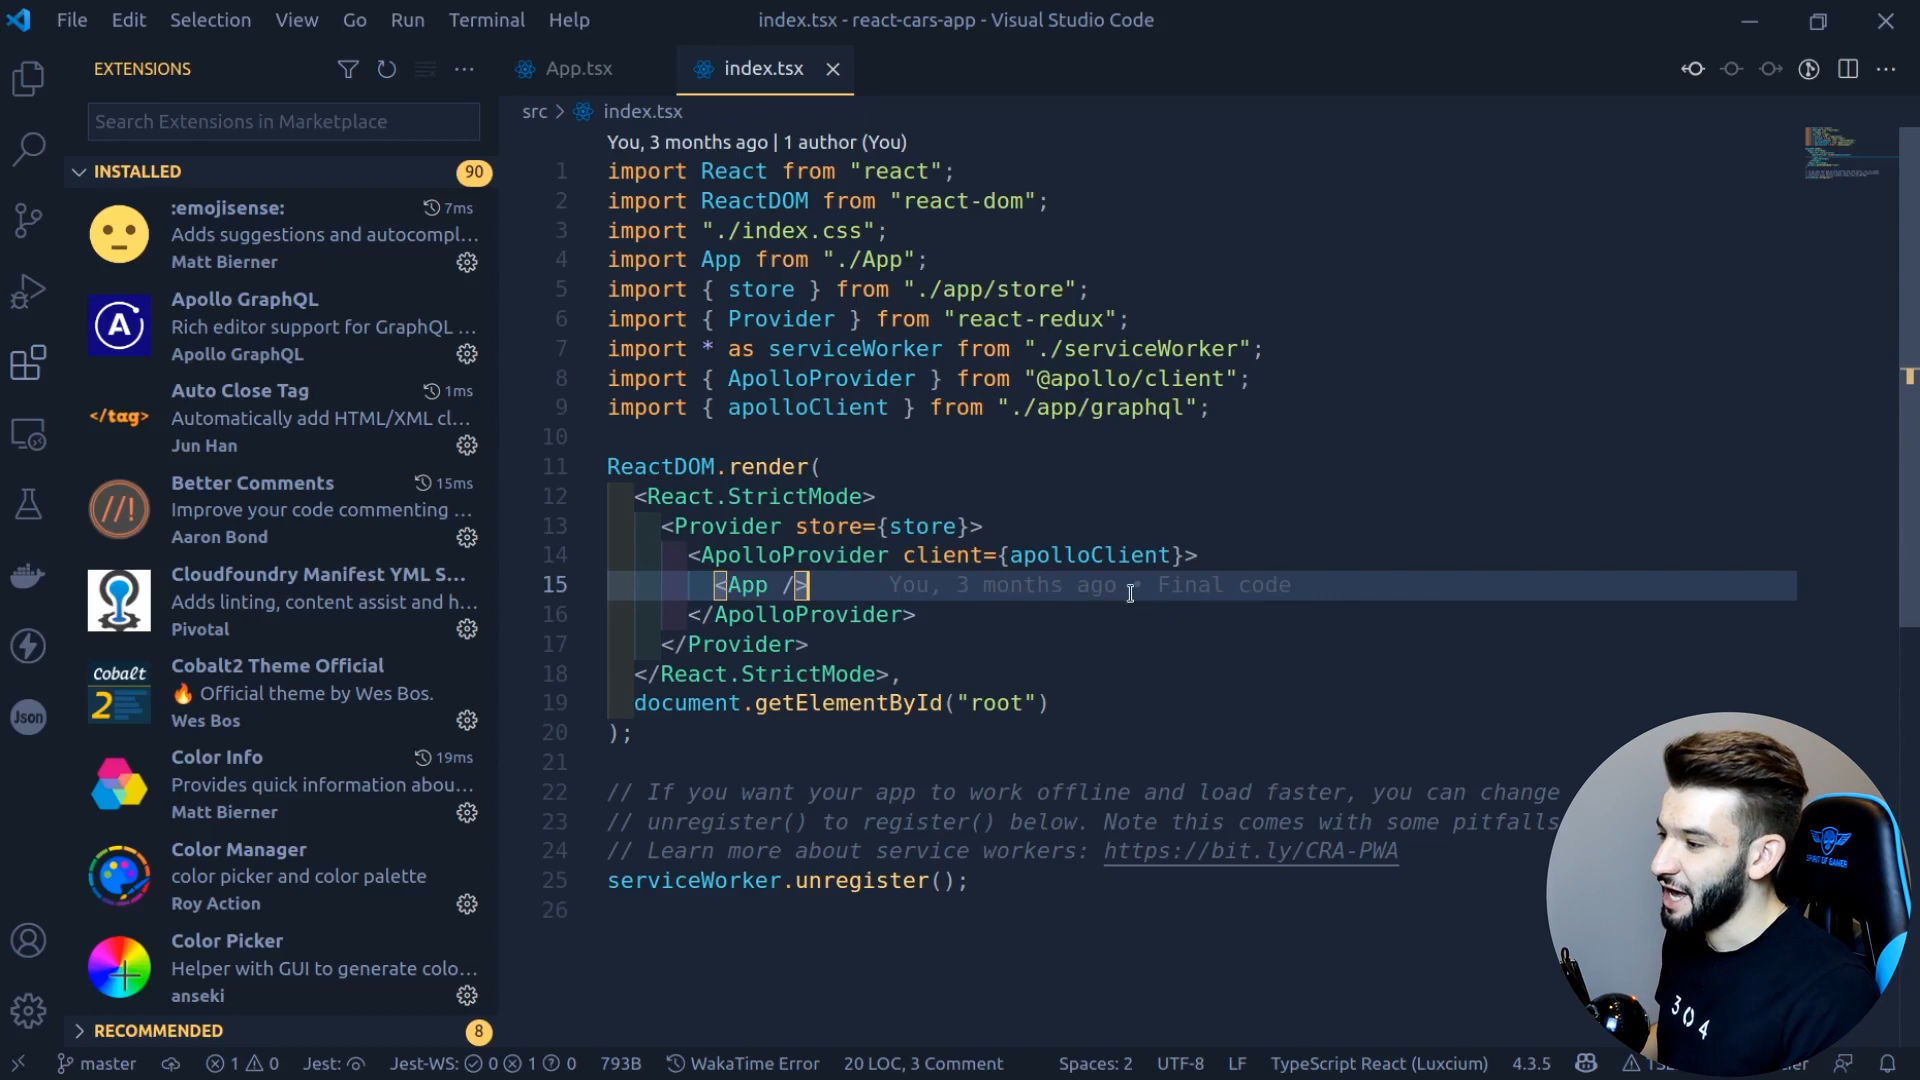 File Edit Selection View Go Run Terminal Help
index.tsx - react-cars-app - Visual Studio Code
EXTENSIONS
Search Extensions in Marketplace
INSTALLED 90
:emojisense: 7ms
Adds suggestions and autocompl...
Matt Bierner
Apollo GraphQL
Rich editor support for GraphQL ...
Apollo GraphQL
</tag>
Auto Close Tag 1ms
Automatically add HTML/XML cl...
Jun Han
//!
Better Comments 15ms
Improve your code commenting ...
Aaron Bond
Cloudfoundry Manifest YML S...
Adds linting, content assist and h...
Pivotal
Cobalt
2
Cobalt2 Theme Official
🔥 Official theme by Wes Bos.
Wes Bos
Color Info 19ms
Provides quick information abou...
Matt Bierner
Color Manager
color picker and color palette
Roy Action
Color Picker
Helper with GUI to generate colo...
anseki
RECOMMENDED 8
Json
App.tsx
index.tsx
src > index.tsx
You, 3 months ago | 1 author (You)
1 import React from "react";
2 import ReactDOM from "react-dom";
3 import "./index.css";
4 import App from "./App";
5 import { store } from "./app/store";
6 import { Provider } from "react-redux";
7 import * as serviceWorker from "./serviceWorker";
8 import { ApolloProvider } from "@apollo/client";
9 import { apolloClient } from "./app/graphql";
10
11 ReactDOM.render(
12 <React.StrictMode>
13 <Provider store={store}>
14 <ApolloProvider client={apolloClient}>
15 <App /> You, 3 months ago • Final code
16 </ApolloProvider>
17 </Provider>
18 </React.StrictMode>,
19 document.getElementById("root")
20 );
21
22 // If you want your app to work offline and load faster, you can change
23 // unregister() to register() below. Note this comes with some pitfalls
24 // Learn more about service workers: https://bit.ly/CRA-PWA
25 serviceWorker.unregister();
26
SPIRIT OF GAMER
304
master 1 0 Jest: Jest-WS: 0 1 0 793B WakaTime Error 20 LOC, 3 Comment Spaces: 2 UTF-8 LF TypeScript React (Luxcium) 4.3.5